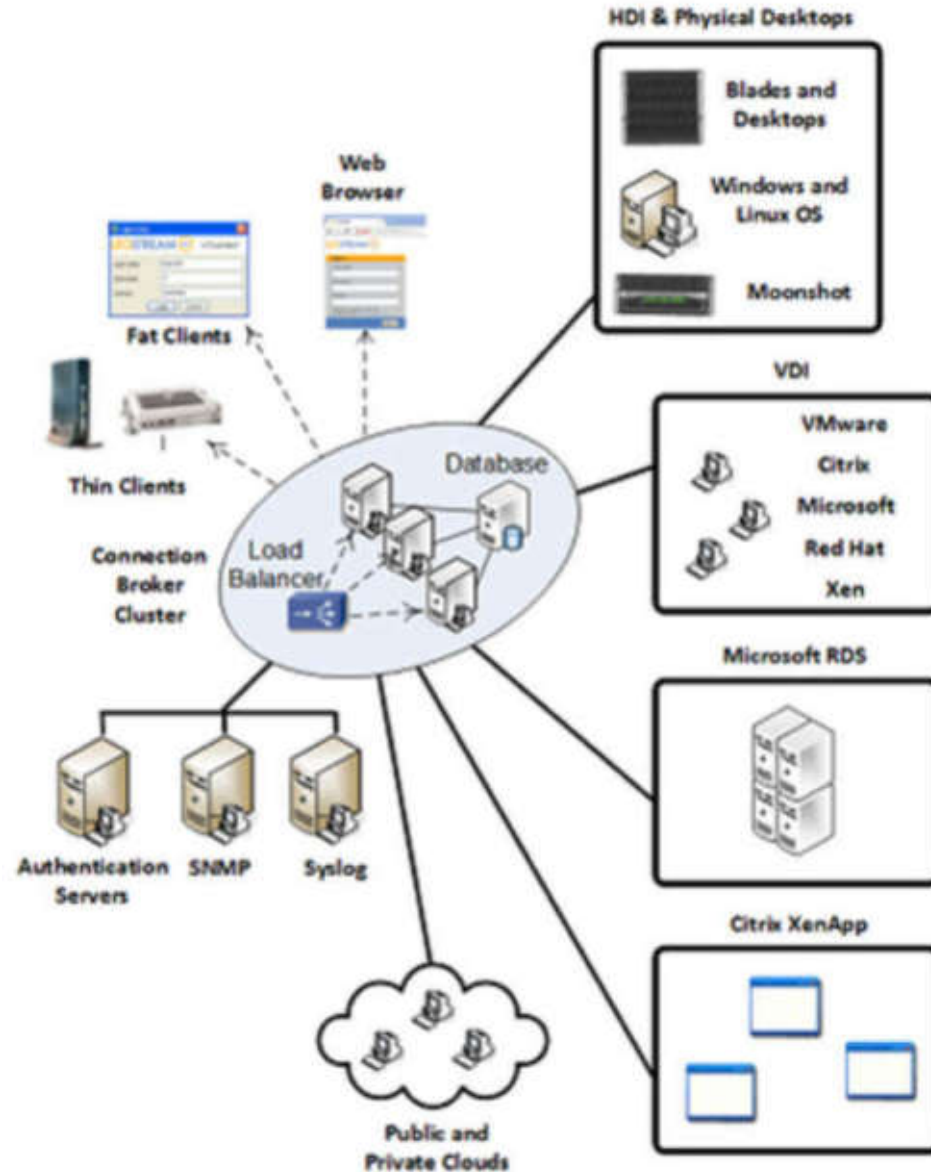 HDI & Physical Desktops
Blades and
Desktops
Windows and
Linux OS
Moonshot
Web
Browser
Fat Clients
Thin Clients
VDI
VMware
Citrix
Microsoft
Red Hat
Xen
Database
Load
Balancer
Connection
Broker
Cluster
Microsoft RDS
Authentication
Servers
SNMP
Syslog
Citrix XenApp
Public and
Private Clouds